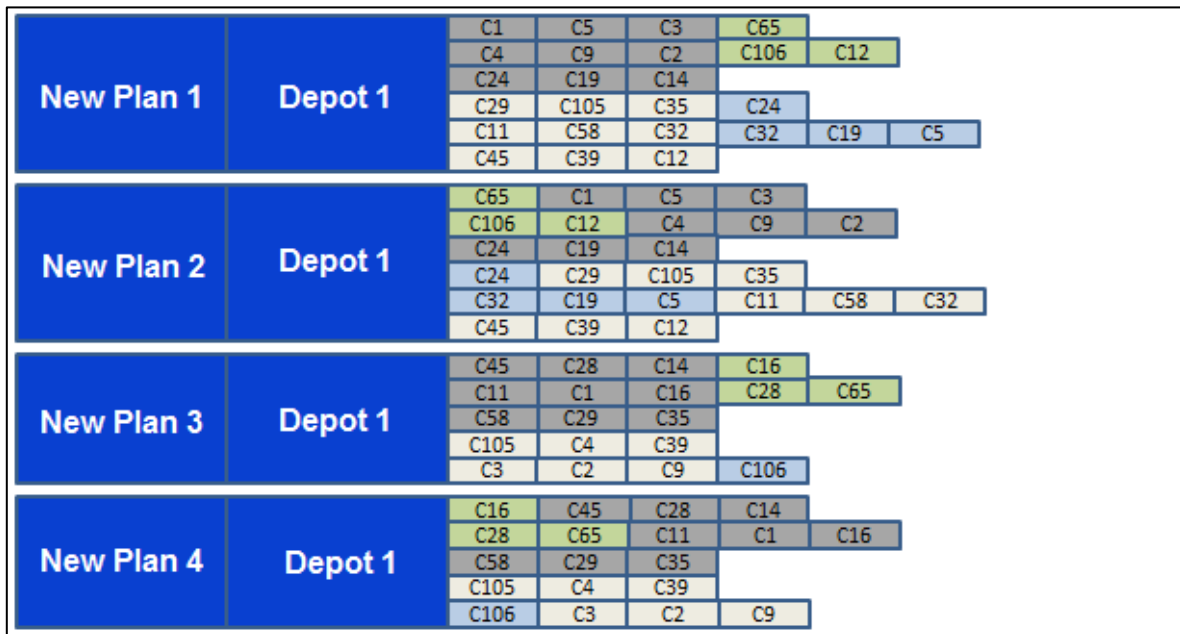 C1 C5 C3 C65
C4 C9 C2 C106 C12
C24 C19 C14
New Plan 1 Depot 1 C29 C105 C35 C24
C11 C58 C32 C32 C19 C5
C45 C39 C12
C65 C1 C5 C3
C106 C12 C4 C9 C2
C24 C19 C14
New Plan 2 Depot 1 C24 C29 C105 C35
C32 C19 C5 C11 C58 C32
C45 C39 C12
C45 C28 C14 C16
C11 C1 C16 C28 C65
New Plan 3 Depot 1 C58 C29 C35
C105 C4 C39
C3 C2 C9 C106
C16 C45 C28 C14
C28 C65 C11 C1 C16
New Plan 4 Depot 1 C58 C29 C35
C105 C4 C39
C106 C3 C2 C9